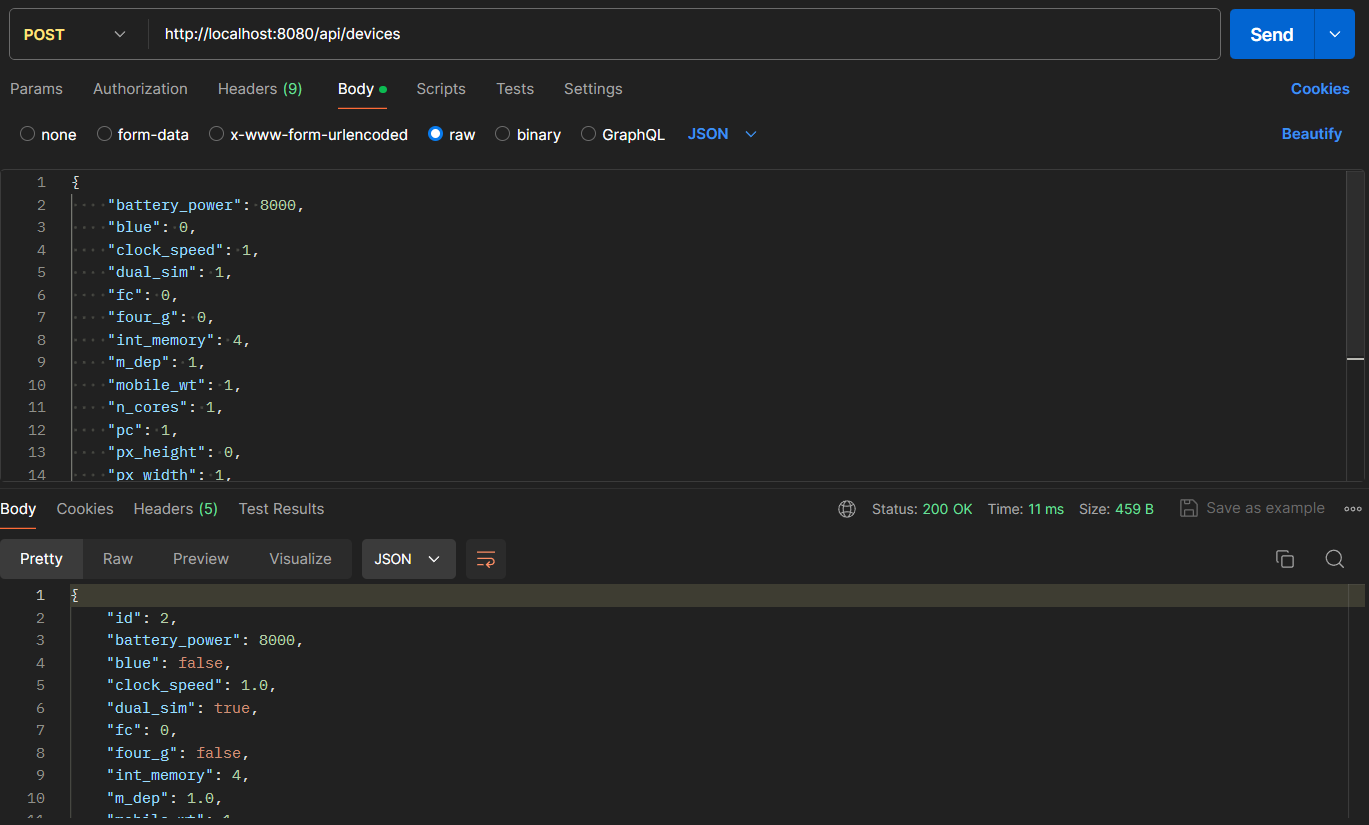 POST http://localhost:8080/api/devices Send
Params Authorization Headers (9) Body Scripts Tests Settings Cookies
none form-data x-www-form-urlencoded raw binary GraphQL JSON Beautify
1 {
2 "battery_power": 8000,
3 "blue": 0,
4 "clock_speed": 1,
5 "dual_sim": 1,
6 "fc": 0,
7 "four_g": 0,
8 "int_memory": 4,
9 "m_dep": 1,
10 "mobile_wt": 1,
11 "n_cores": 1,
12 "pc": 1,
13 "px_height": 0,
14 "px_width": 1,
Body Cookies Headers (5) Test Results Status: 200 OK Time: 11 ms Size: 459 B Save as example
Pretty Raw Preview Visualize JSON
1 {
2 "id": 2,
3 "battery_power": 8000,
4 "blue": false,
5 "clock_speed": 1.0,
6 "dual_sim": true,
7 "fc": 0,
8 "four_g": false,
9 "int_memory": 4,
10 "m_dep": 1.0,